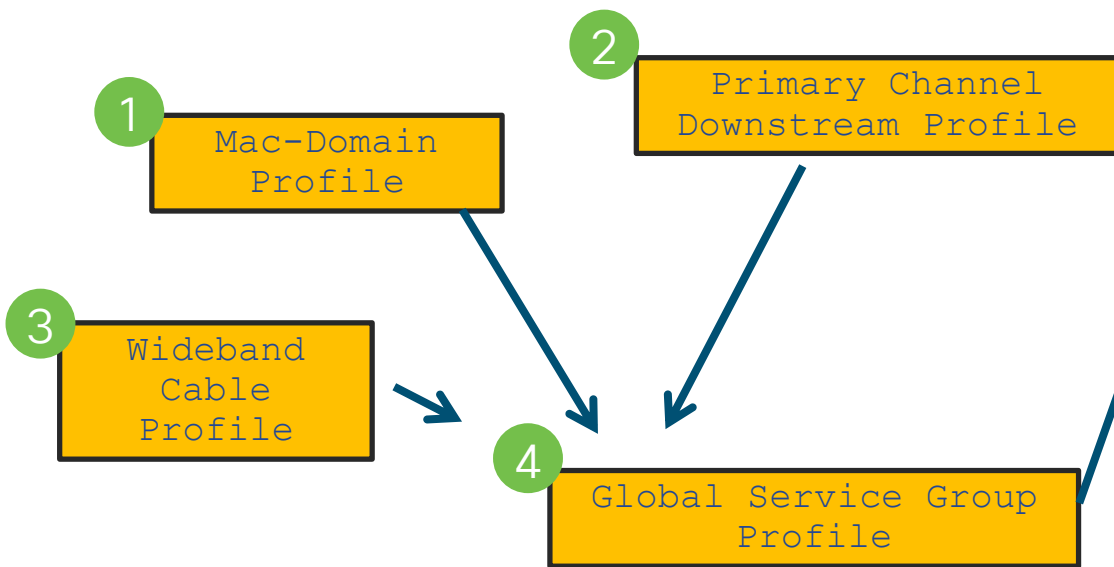 1
Mac-Domain
Profile
2
Primary Channel
Downstream Profile
3
Wideband
Cable
Profile
4
Global Service Group
Profile